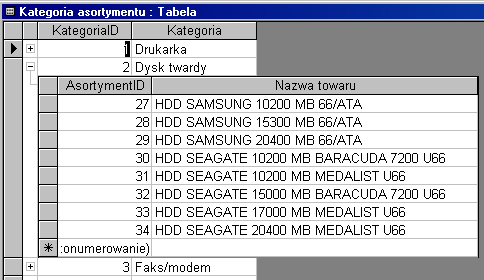 Kategoria asortymentu : Tabela
KategoriaID Kategoria
1 Drukarka
2 Dysk twardy
AsortymentID Nazwa towaru
27 HDD SAMSUNG 10200 MB 66/ATA
28 HDD SAMSUNG 15300 MB 66/ATA
29 HDD SAMSUNG 20400 MB 66/ATA
30 HDD SEAGATE 10200 MB BARACUDA 7200 U66
31 HDD SEAGATE 10200 MB MEDALIST U66
32 HDD SEAGATE 15000 MB BARACUDA 7200 U66
33 HDD SEAGATE 17000 MB MEDALIST U66
34 HDD SEAGATE 20400 MB MEDALIST U66
:onumerowanie)
3 Faks/modem